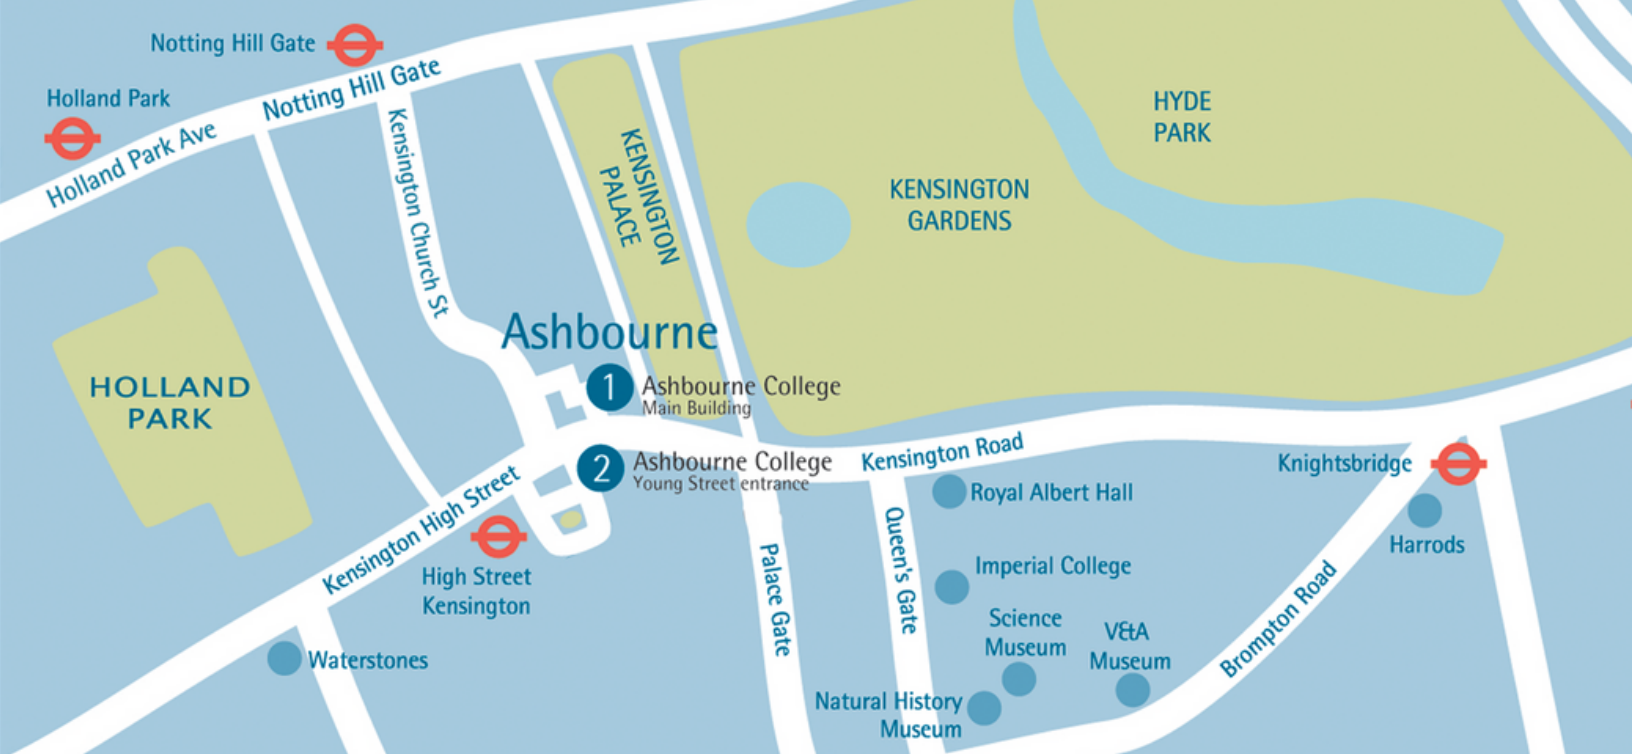 Notting Hill Gate
Holland Park
Notting Hill Gate
Holland Park Ave
Kensington Church St
KENSINGTON
PALACE
HYDE
PARK
KENSINGTON
GARDENS
HOLLAND
PARK
Ashbourne
1
Ashbourne College
Main Building
2
Ashbourne College
Young Street entrance
Kensington Road
Kensington High Street
High Street
Kensington
Waterstones
Palace Gate
Queen's Gate
Royal Albert Hall
Imperial College
Science
Museum
V&A
Museum
Natural History
Museum
Knightsbridge
Harrods
Brompton Road